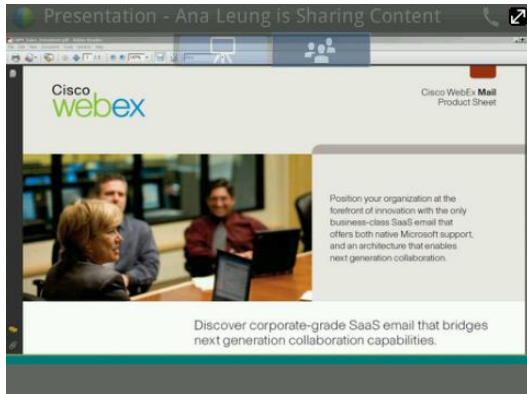 Presentation - Ana Leung is Sharing Content
Cisco
webex
Cisco WebEx Mail
Product Sheet
Position your organization at the
forefront of innovation with the only
business-class SaaS email that
offers both native Microsoft support,
and an architecture that enables
next generation collaboration.
Discover corporate-grade SaaS email that bridges
next generation collaboration capabilities.